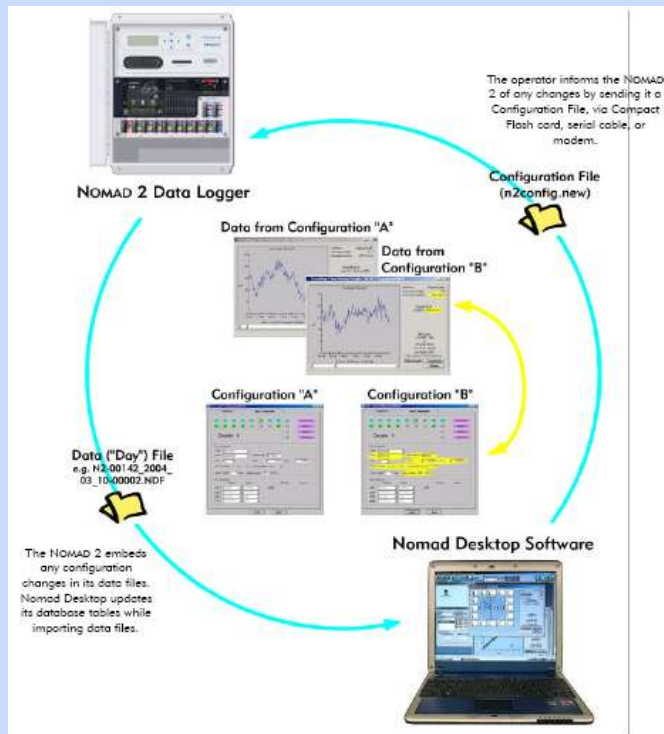 The operator informs the NOMAD
2 of any changes by sending it a
Configuration File, via Compact
Flash card, serial cable, or
modem.
Configuration File
(n2config.new)
NOMAD 2 Data Logger
Data from Configuration "A"
Data from
Configuration "B"
Configuration "A"
Configuration "B"
Data ("Day") File
e.g. N2-00142_2004_
03_10-00002.NDF
The NOMAD 2 embeds
any configuration
changes in its data files.
Nomad Desktop updates
its database tables while
importing data files.
Nomad Desktop Software